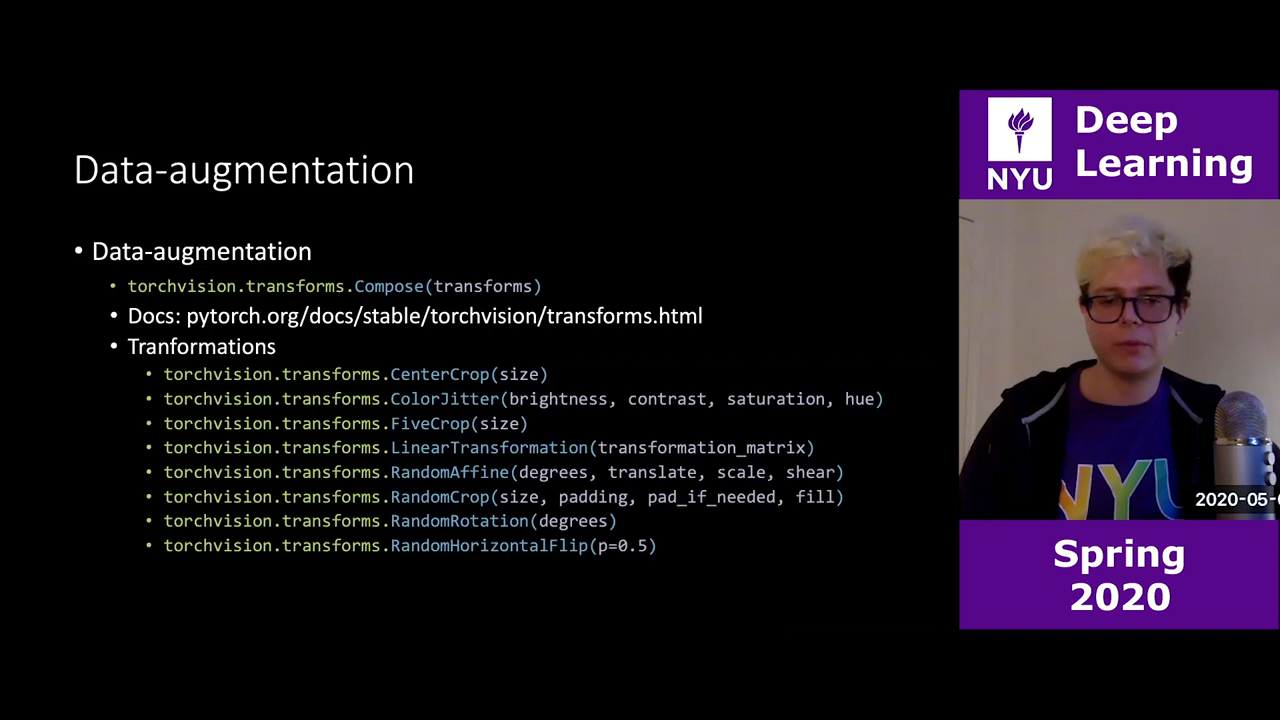 Data-augmentation
• Data-augmentation
• torchvision.transforms.Compose(transforms)
• Docs: pytorch.org/docs/stable/torchvision/transforms.html
• Tranformations
• torchvision.transforms.CenterCrop(size)
• torchvision.transforms.ColorJitter(brightness, contrast, saturation, hue)
• torchvision.transforms.FiveCrop(size)
• torchvision.transforms.LinearTransformation(transformation_matrix)
• torchvision.transforms.RandomAffine(degrees, translate, scale, shear)
• torchvision.transforms.RandomCrop(size, padding, pad_if_needed, fill)
• torchvision.transforms.RandomRotation(degrees)
• torchvision.transforms.RandomHorizontalFlip(p=0.5)
NYU
Deep
Learning
NYU
2020-05-
Spring
2020